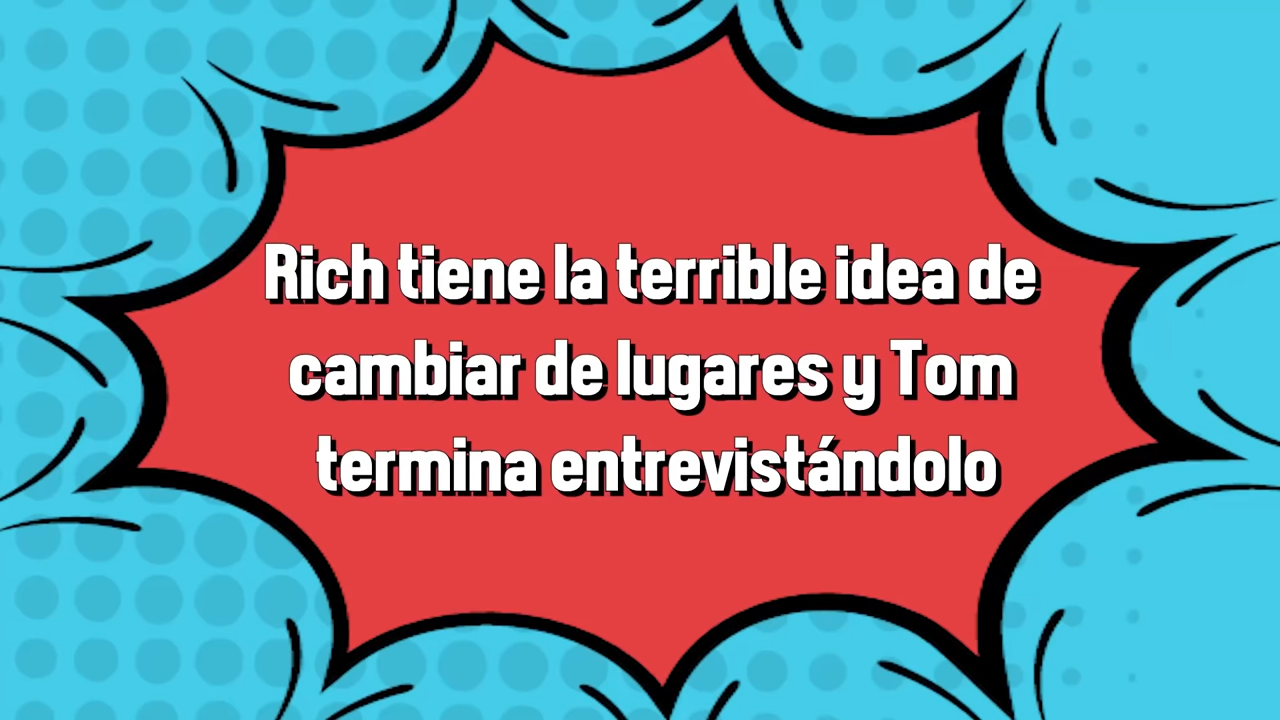 Rich tiene la terrible idea de
cambiar de lugares y Tom
termina entrevistándolo